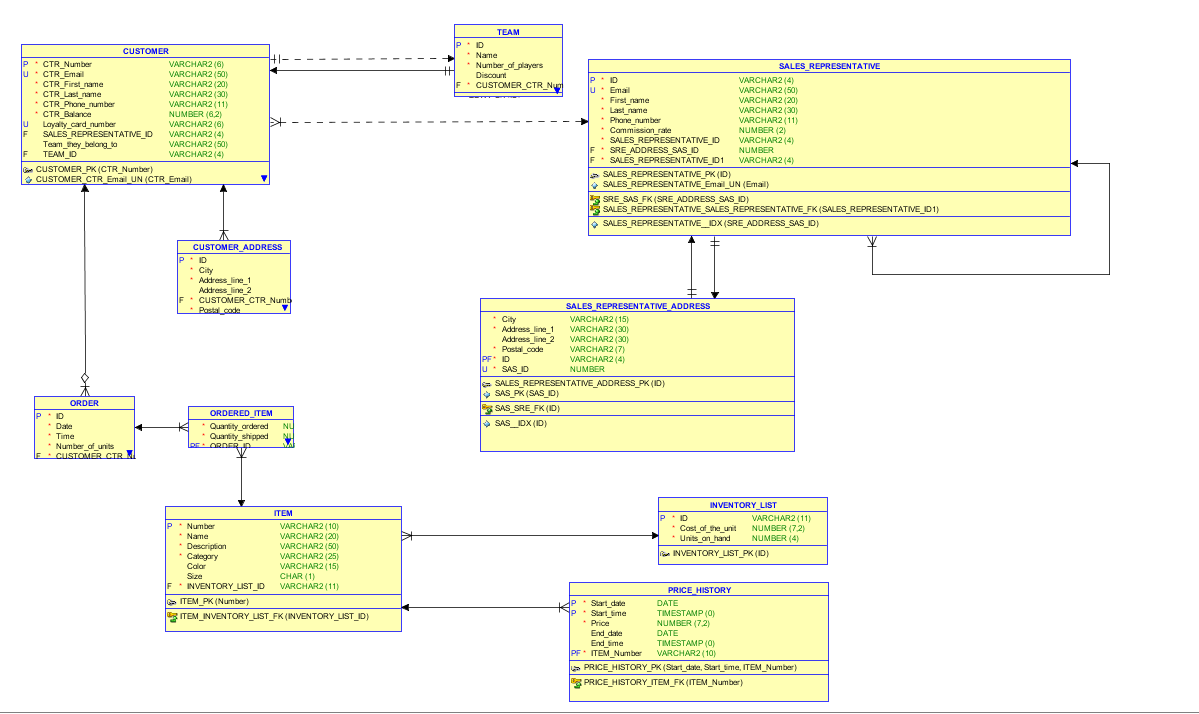 CUSTOMER
P * CTR_Number VARCHAR2 (6)
U * CTR_Email VARCHAR2 (50)
* CTR_First_name VARCHAR2 (20)
* CTR_Last_name VARCHAR2 (30)
* CTR_Phone_number VARCHAR2 (11)
* CTR_Balance NUMBER (6,2)
U Loyalty_card_number VARCHAR2 (6)
F SALES_REPRESENTATIVE_ID VARCHAR2 (4)
Team_they_belong_to VARCHAR2 (50)
F TEAM_ID VARCHAR2 (4)
CUSTOMER_PK (CTR_Number)
CUSTOMER_CTR_Email_UN (CTR_Email)
TEAM
P * ID
* Name
* Number_of_players
Discount
F * CUSTOMER_CTR_Num
SALES_REPRESENTATIVE
P * ID VARCHAR2 (4)
U * Email VARCHAR2 (50)
* First_name VARCHAR2 (20)
* Last_name VARCHAR2 (30)
* Phone_number VARCHAR2 (11)
* Commission_rate NUMBER (2)
* SALES_REPRESENTATIVE_ID VARCHAR2 (4)
F * SRE_ADDRESS_SAS_ID NUMBER
F * SALES_REPRESENTATIVE_ID1 VARCHAR2 (4)
SALES_REPRESENTATIVE_PK (ID)
SALES_REPRESENTATIVE_Email_UN (Email)
SRE_SAS_FK (SRE_ADDRESS_SAS_ID)
SALES_REPRESENTATIVE_SALES_REPRESENTATIVE_FK (SALES_REPRESENTATIVE_ID1)
SALES_REPRESENTATIVE__IDX (SRE_ADDRESS_SAS_ID)
CUSTOMER_ADDRESS
P * ID
* City
* Address_line_1
Address_line_2
F * CUSTOMER_CTR_Numb
* Postal_code
SALES_REPRESENTATIVE_ADDRESS
* City VARCHAR2 (15)
* Address_line_1 VARCHAR2 (30)
Address_line_2 VARCHAR2 (30)
* Postal_code VARCHAR2 (7)
PF * ID VARCHAR2 (4)
U * SAS_ID NUMBER
SALES_REPRESENTATIVE_ADDRESS_PK (ID)
SAS_PK (SAS_ID)
SAS_SRE_FK (ID)
SAS__IDX (ID)
ORDER
P * ID
* Date
* Time
* Number_of_units
F * CUSTOMER_CTR_N
ORDERED_ITEM
* Quantity_ordered NU
* Quantity_shipped NU
PF * ORDER_ID VA
ITEM
P * Number VARCHAR2 (10)
* Name VARCHAR2 (20)
* Description VARCHAR2 (50)
* Category VARCHAR2 (25)
Color VARCHAR2 (15)
Size CHAR (1)
F * INVENTORY_LIST_ID VARCHAR2 (11)
ITEM_PK (Number)
ITEM_INVENTORY_LIST_FK (INVENTORY_LIST_ID)
INVENTORY_LIST
P * ID VARCHAR2 (11)
* Cost_of_the_unit NUMBER (7,2)
* Units_on_hand NUMBER (4)
INVENTORY_LIST_PK (ID)
PRICE_HISTORY
P * Start_date DATE
P * Start_time TIMESTAMP (0)
* Price NUMBER (7,2)
End_date DATE
End_time TIMESTAMP (0)
PF * ITEM_Number VARCHAR2 (10)
PRICE_HISTORY_PK (Start_date, Start_time, ITEM_Number)
PRICE_HISTORY_ITEM_FK (ITEM_Number)